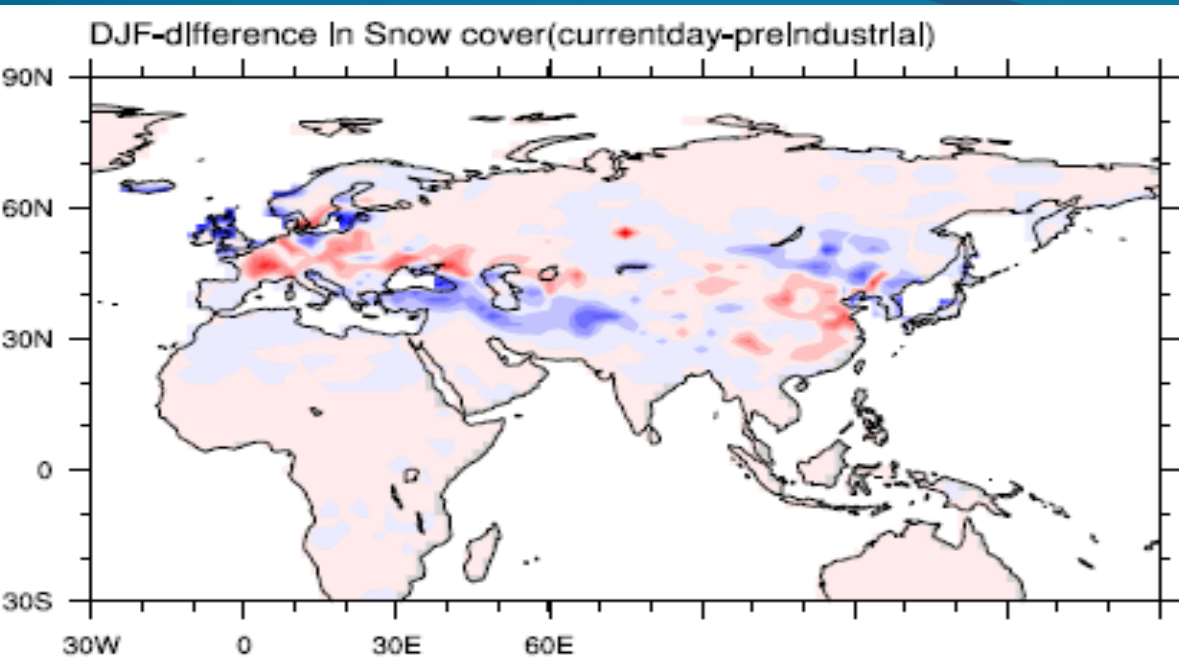 DJF-difference in Snow cover(currentday-preindustrial)
90N
60N
30N
0
30S
30W 0 30E 60E